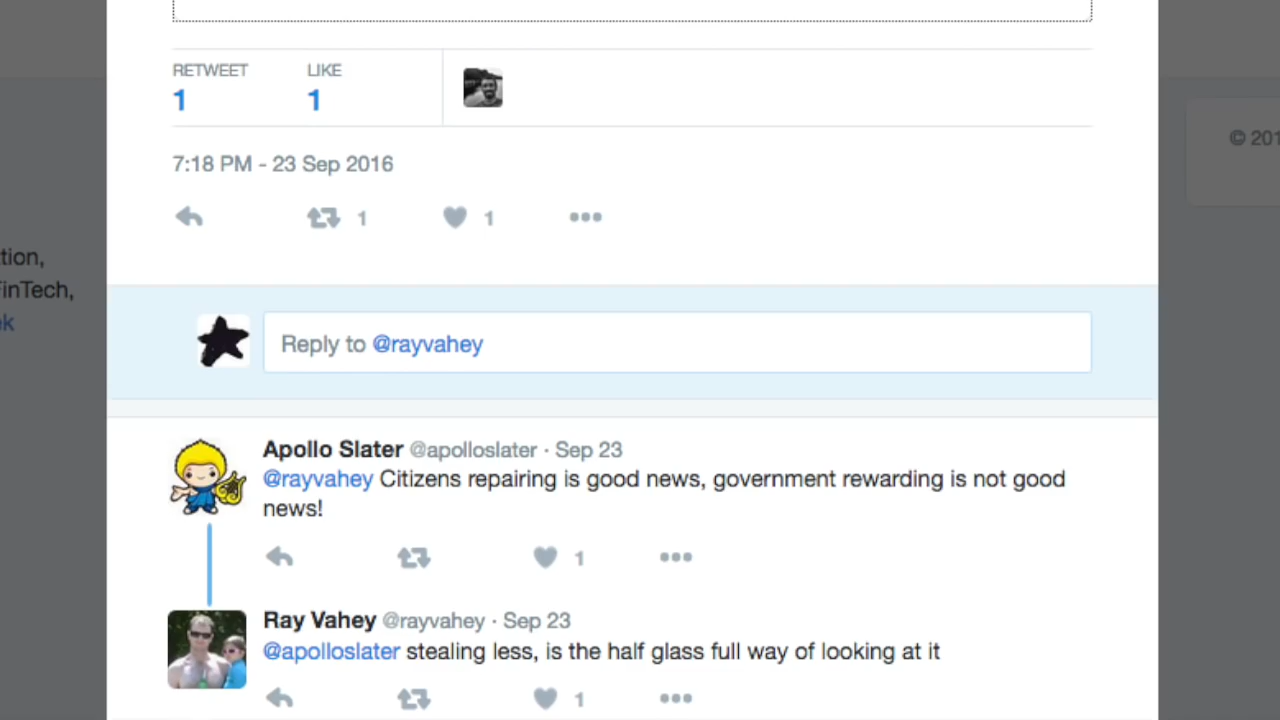 RETWEET LIKE
1 1
7:18 PM - 23 Sep 2016
© 201
1 1
tion,
FinTech,
ek
Reply to @rayvahey
Apollo Slater @apolloslater · Sep 23
@rayvahey Citizens repairing is good news, government rewarding is not good
news!
1
Ray Vahey @rayvahey · Sep 23
@apolloslater stealing less, is the half glass full way of looking at it
1